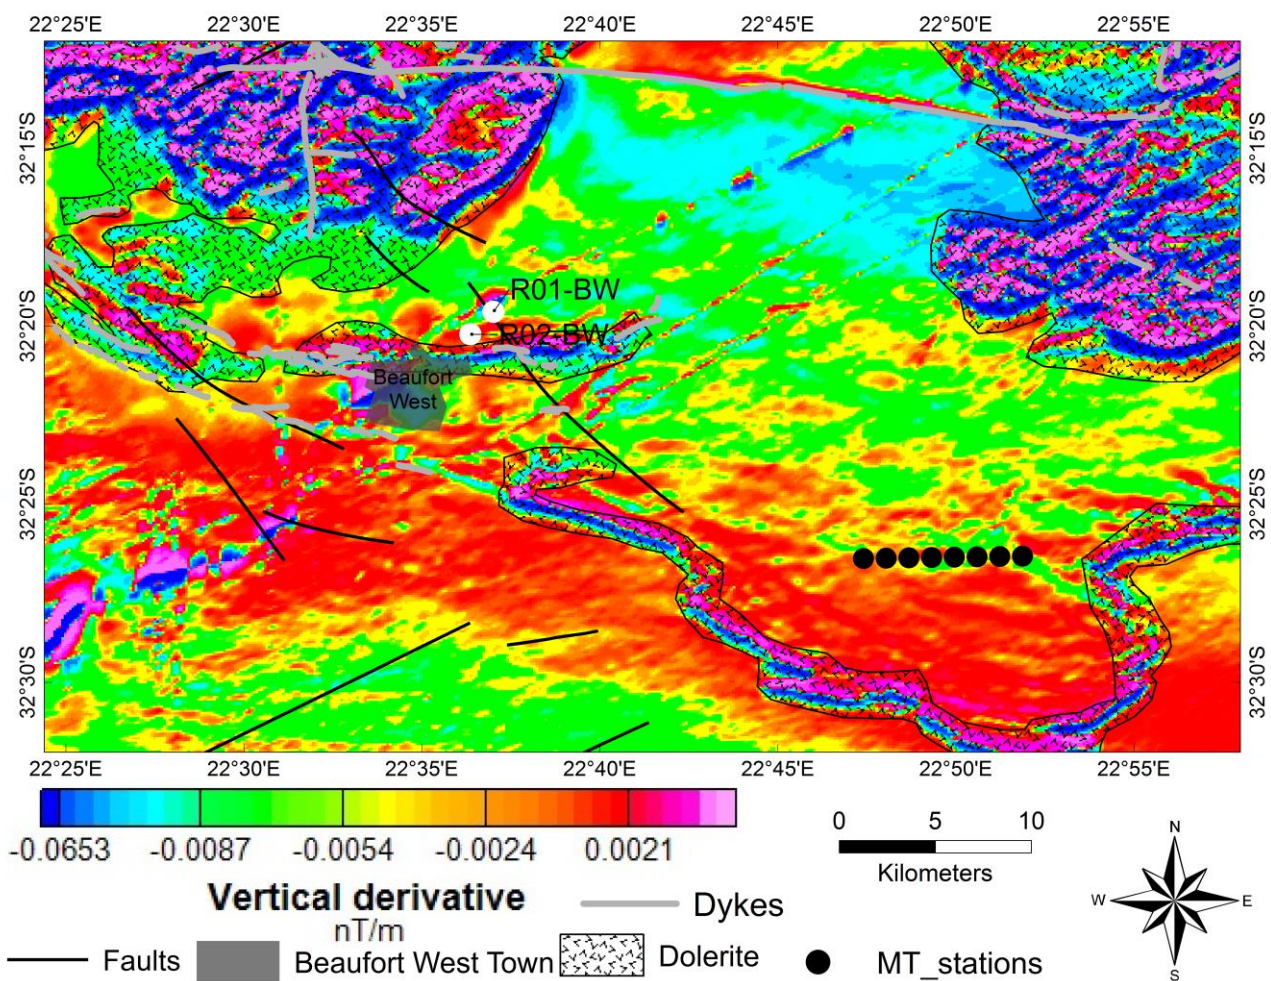 22°25'E 22°30'E 22°35'E 22°40'E 22°45'E 22°50'E 22°55'E
32°15'S 32°15'S
R01-BW
32°20'S 32°20'S
R02-BW
Beaufort
West
32°25'S 32°25'S
32°30'S 32°30'S
22°25'E 22°30'E 22°35'E 22°40'E 22°45'E 22°50'E 22°55'E
-0.0653 -0.0087 -0.0054 -0.0024 0.0021
0 5 10
Kilometers
N
W E
S
Vertical derivative
nT/m
Dykes
Faults
Beaufort West Town
Dolerite
MT_stations